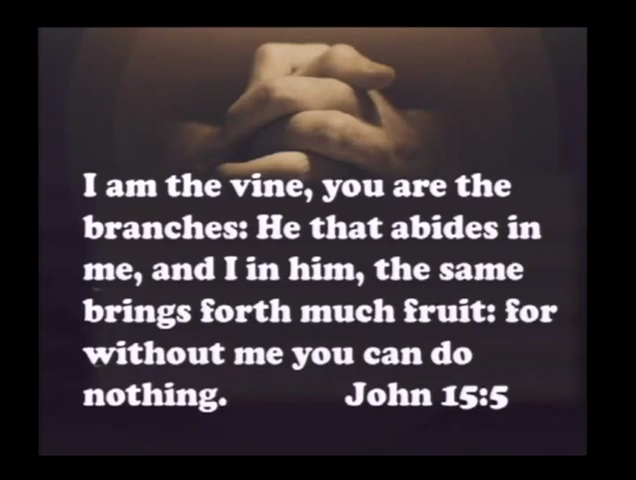 I am the vine, you are the
branches: He that abides in
me, and I in him, the same
brings forth much fruit: for
without me you can do
nothing. John 15:5